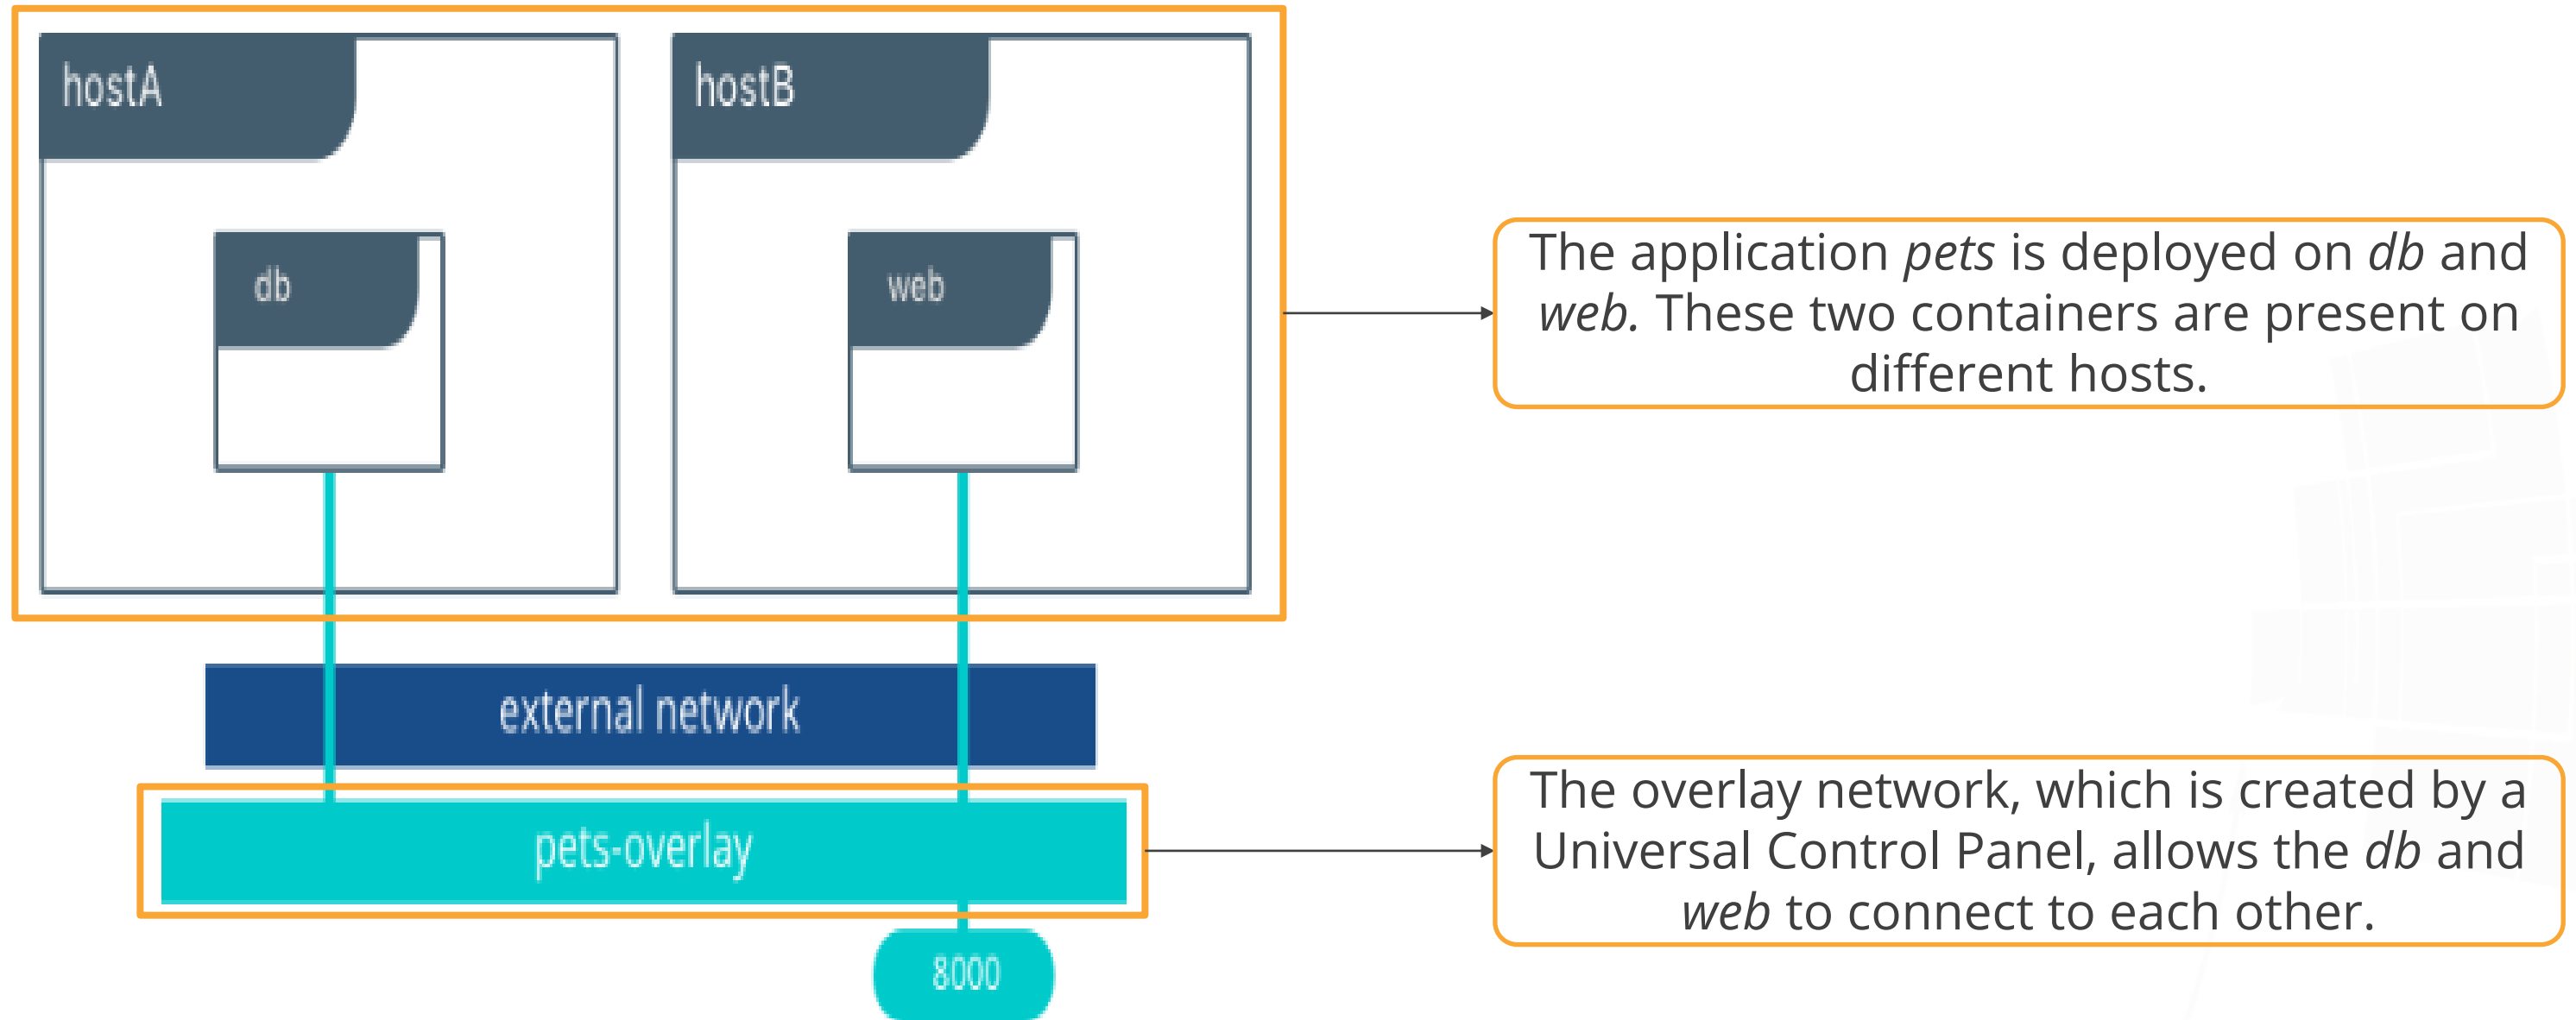 hostA
hostB
db
web
external network
pets-overlay
8000
The application pets is deployed on db and
web. These two containers are present on
different hosts.
The overlay network, which is created by a
Universal Control Panel, allows the db and
web to connect to each other.